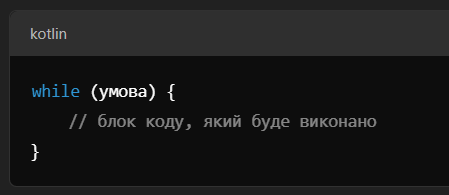 kotlin
while (умова) {
// блок коду, який буде виконано
}